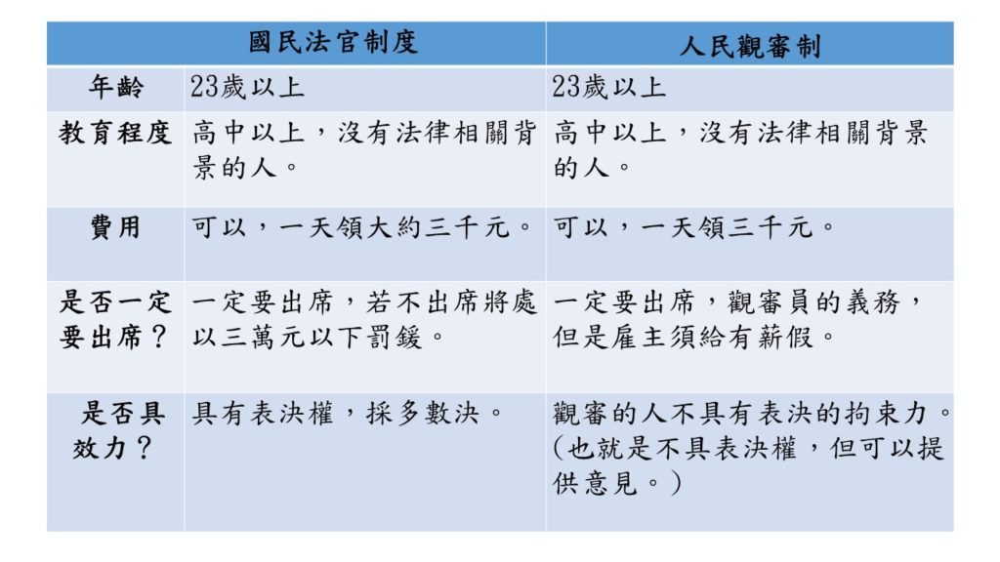 國民法官制度 人民觀審制
年齡 23歲以上 23歲以上
教育程度 高中以上，沒有法律相關背 高中以上，沒有法律相關背景
景的人。 的人。
費用 可以，一天領大約三千元。 可以，一天領三千元。
是否一定 一定要出席，若不出席將處 一定要出席，觀審員的義務，
要出席？ 以三萬元以下罰鍰。 但是雇主須給有薪假。
是否具 具有表決權，採多數決。 觀審的人不具有表決的拘束力。
效力？ (也就是不具表決權，但可以提
供意見。)